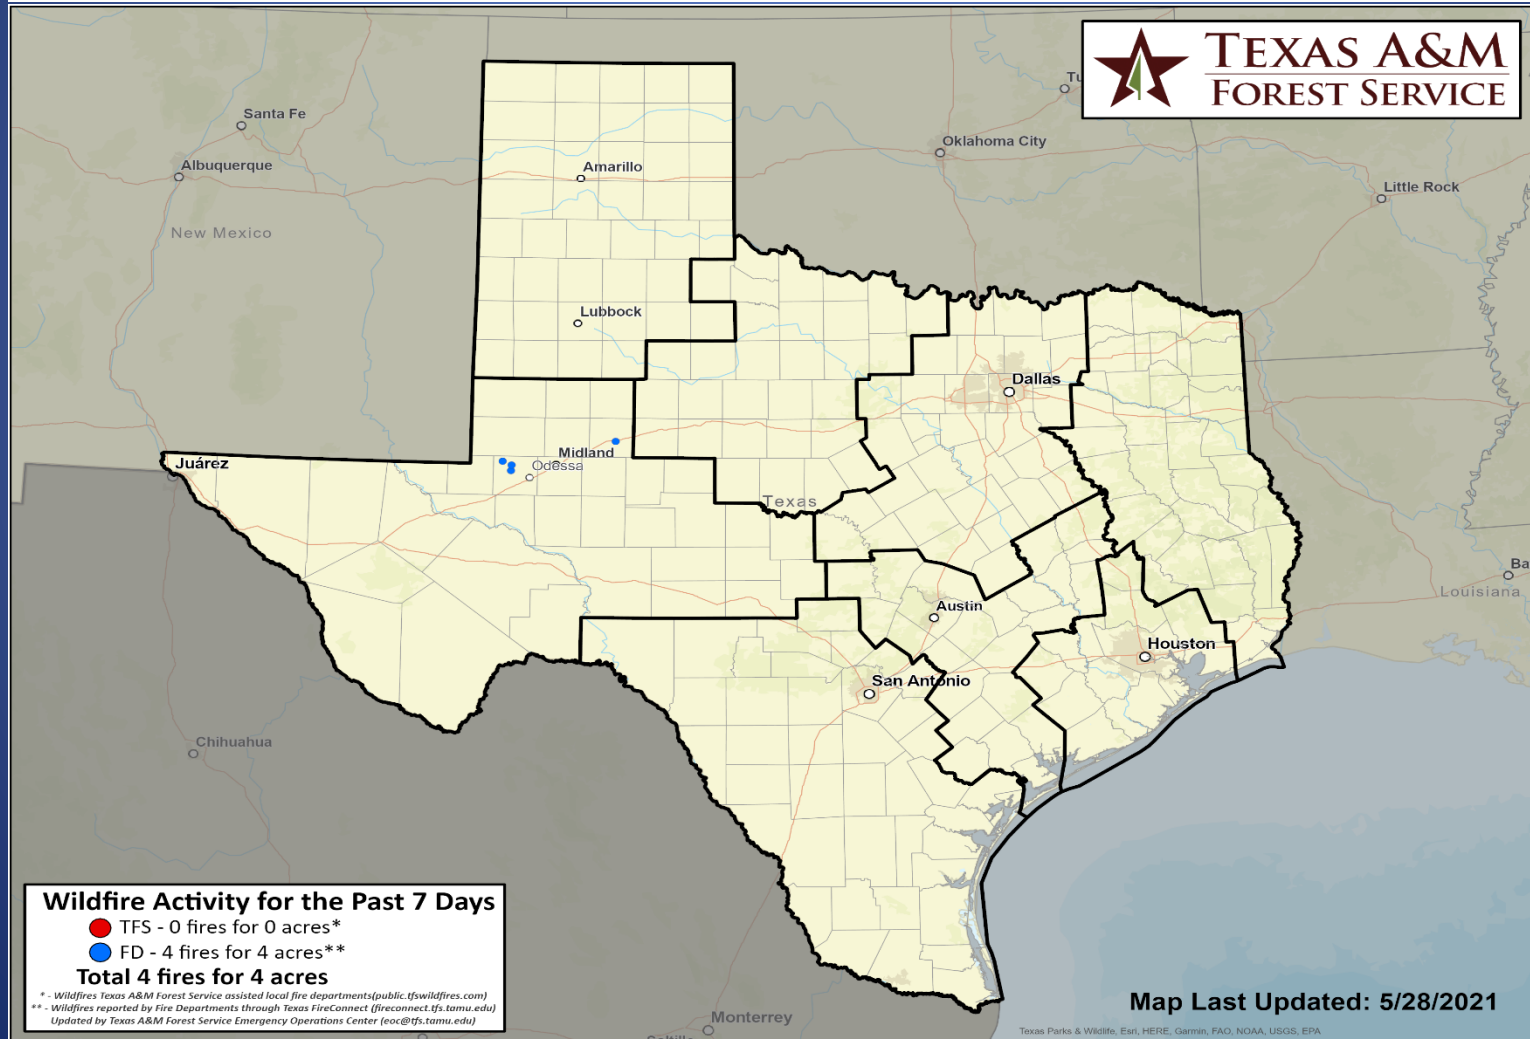 TEXAS A&M
FOREST SERVICE
Santa Fe
Albuquerque
New Mexico
Amarillo
Oklahoma City
Tu
Little Rock
Lubbock
Dallas
Midland
Odessa
Juárez
Texas
Austin
Houston
San Antonio
Ba
Louisiana
Chihuahua
Monterrey
Wildfire Activity for the Past 7 Days
TFS - 0 fires for 0 acres*
FD - 4 fires for 4 acres**
Total 4 fires for 4 acres
* - Wildfires Texas A&M Forest Service assisted local fire departments(public.tfswildfires.com)
** - Wildfires reported by Fire Departments through Texas FireConnect (fireconnect.tfs.tamu.edu)
Updated by Texas A&M Forest Service Emergency Operations Center (eoc@tfs.tamu.edu)
Map Last Updated: 5/28/2021
Texas Parks & Wildlife, Esri, HERE, Garmin, FAO, NOAA, USGS, EPA